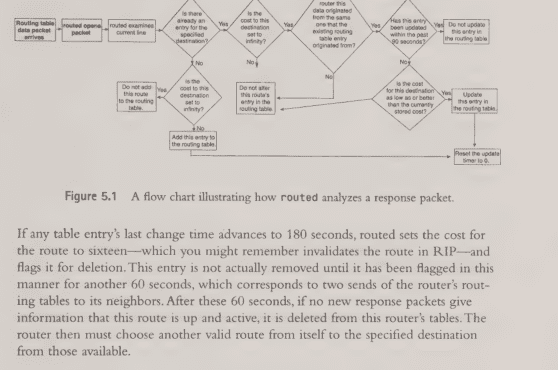 Routing table
data packet
arrives
routed opens
packet
routed examines
current line
Is there
already an
entry for the
specified
destination?
Yes
Is the
cost to this
destination
set to
infinity?
Yes
router this
data originated
from the same
one that the
existing routing
table entry
originated from?
Yes
Has this entry
been updated
within the past
90 seconds?
Yes
Do not update
this entry in
the routing table.
No
No
No
No
Do not add
this route
to the routing
table.
Yes
Is the
cost to this
destination
set to
infinity?
Do not alter
this route's
entry in the
routing table.
Is the cost
for this destination
as low as or better
than the currently
stored cost?
Yes
Update
this entry in
the routing table.
No
Add this entry to
the routing table.
Reset the update
timer to 0.
Figure 5.1 A flow chart illustrating how routed analyzes a response packet.
If any table entry's last change time advances to 180 seconds, routed sets the cost for
the route to sixteen—which you might remember invalidates the route in RIP—and
flags it for deletion. This entry is not actually removed until it has been flagged in this
manner for another 60 seconds, which corresponds to two sends of the router's rout-
ing tables to its neighbors. After these 60 seconds, if no new response packets give
information that this route is up and active, it is deleted from this router's tables. The
router then must choose another valid route from itself to the specified destination
from those available.